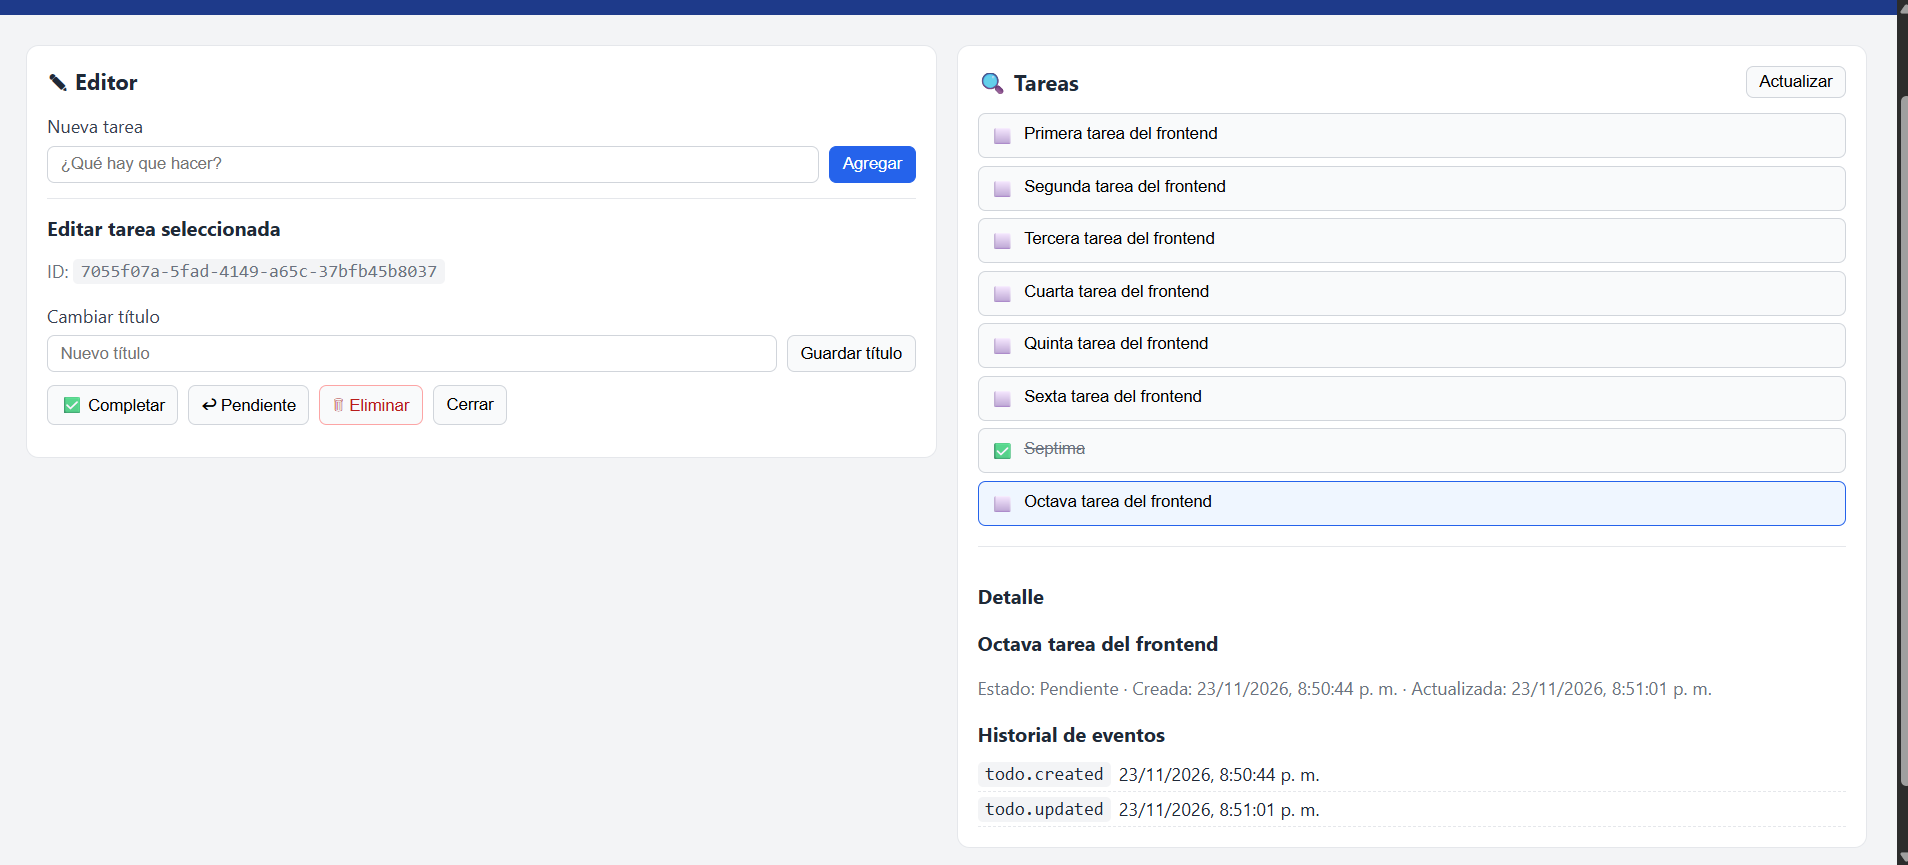 Editor
Nueva tarea
¿Qué hay que hacer?
Agregar
Editar tarea seleccionada
ID: 7055f07a-5fad-4149-a65c-37bfb45b8037
Cambiar título
Nuevo título
Guardar título
Completar
Pendiente
Eliminar
Cerrar
Tareas
Actualizar
Primera tarea del frontend
Segunda tarea del frontend
Tercera tarea del frontend
Cuarta tarea del frontend
Quinta tarea del frontend
Sexta tarea del frontend
Septima
Octava tarea del frontend
Detalle
Octava tarea del frontend
Estado: Pendiente · Creada: 23/11/2026, 8:50:44 p. m. · Actualizada: 23/11/2026, 8:51:01 p. m.
Historial de eventos
todo.created 23/11/2026, 8:50:44 p. m.
todo.updated 23/11/2026, 8:51:01 p. m.